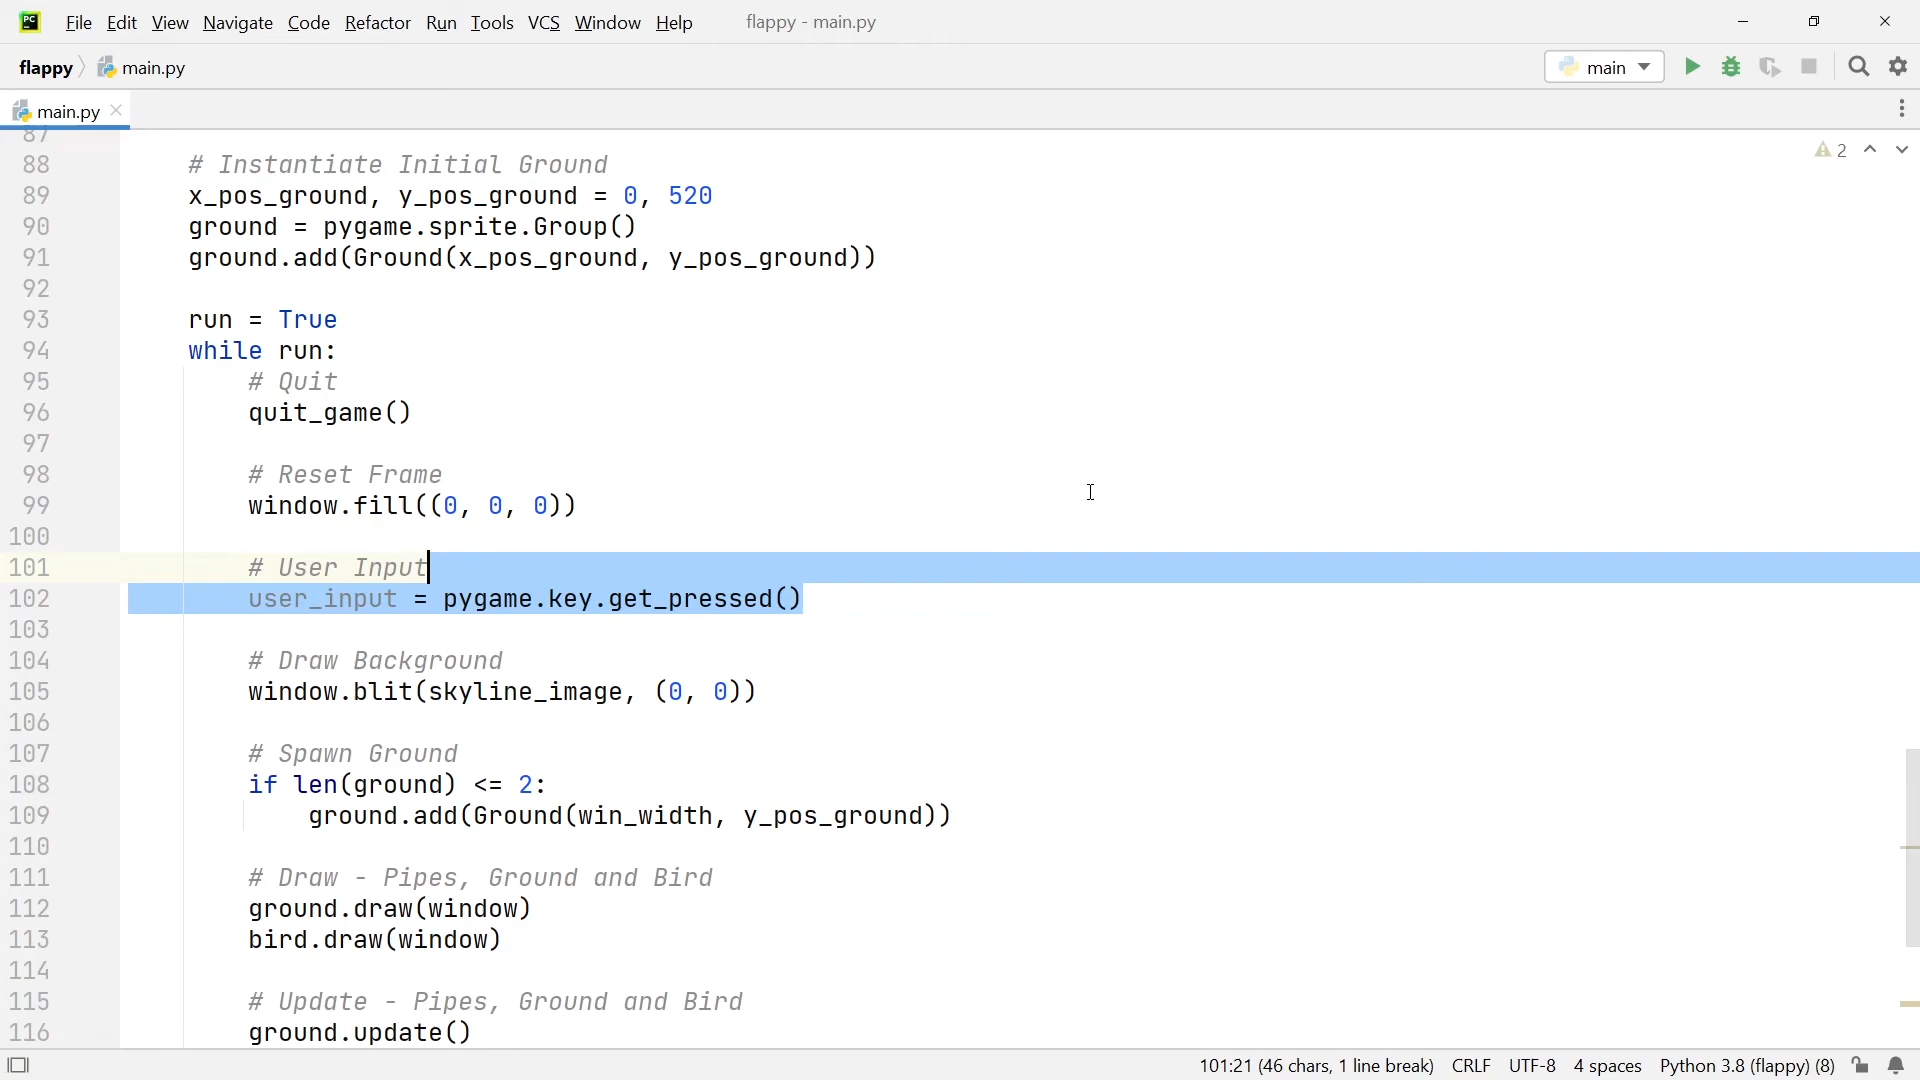 PC File Edit View Navigate Code Refactor Run Tools VCS Window Help flappy - main.py
flappy main.py main
main.py
87
2
88 # Instantiate Initial Ground
89 x_pos_ground, y_pos_ground = 0, 520
90 ground = pygame.sprite.Group()
91 ground.add(Ground(x_pos_ground, y_pos_ground))
92
93 run = True
94 while run:
95 # Quit
96 quit_game()
97
98 # Reset Frame
99 window.fill((0, 0, 0))
100
101 # User Input
102 user_input = pygame.key.get_pressed()
103
104 # Draw Background
105 window.blit(skyline_image, (0, 0))
106
107 # Spawn Ground
108 if len(ground) <= 2:
109 ground.add(Ground(win_width, y_pos_ground))
110
111 # Draw - Pipes, Ground and Bird
112 ground.draw(window)
113 bird.draw(window)
114
115 # Update - Pipes, Ground and Bird
116 ground.update()
101:21 (46 chars, 1 line break) CRLF UTF-8 4 spaces Python 3.8 (flappy) (8)